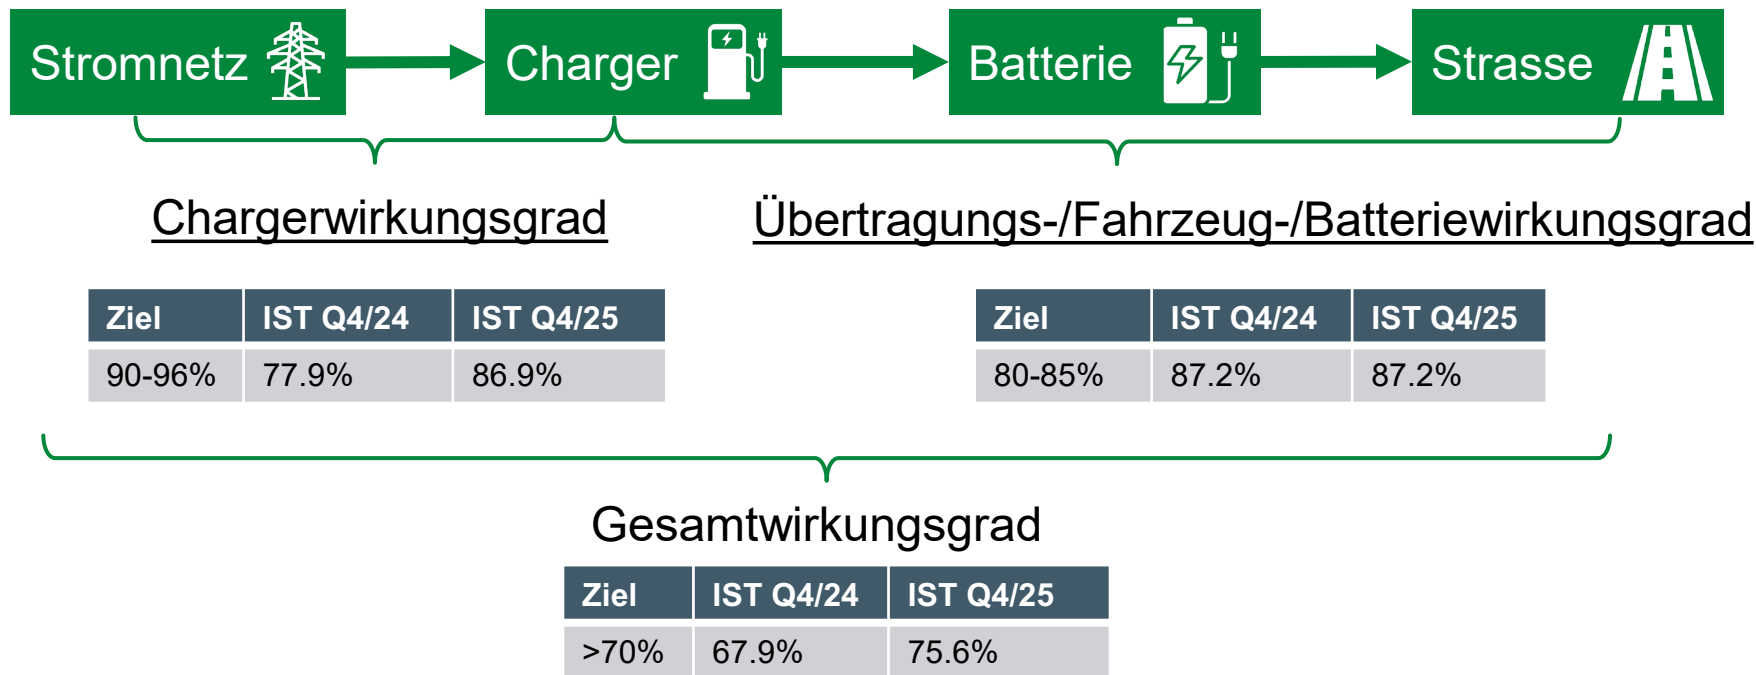 Stromnetz
Charger
Batterie
Strasse
Chargerwirkungsgrad
Übertragungs-/Fahrzeug-/Batteriewirkungsgrad
Ziel IST Q4/24 IST Q4/25
90-96% 77.9% 86.9%
Ziel IST Q4/24 IST Q4/25
80-85% 87.2% 87.2%
Gesamtwirkungsgrad
Ziel IST Q4/24 IST Q4/25
>70% 67.9% 75.6%